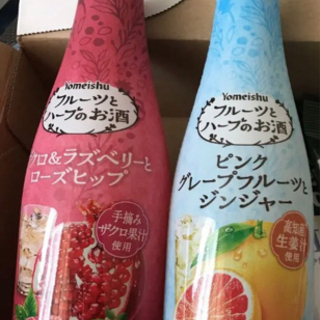 Yomeishu
フルーツと
ハーブのお酒
クロ&ラズベリーと
ローズヒップ
手摘み
ザクロ果汁
使用
Yomeishu
フルーツと
ハーブのお酒
ピンク
グレープフルーツと
ジンジャー
高知産
生姜汁
使用